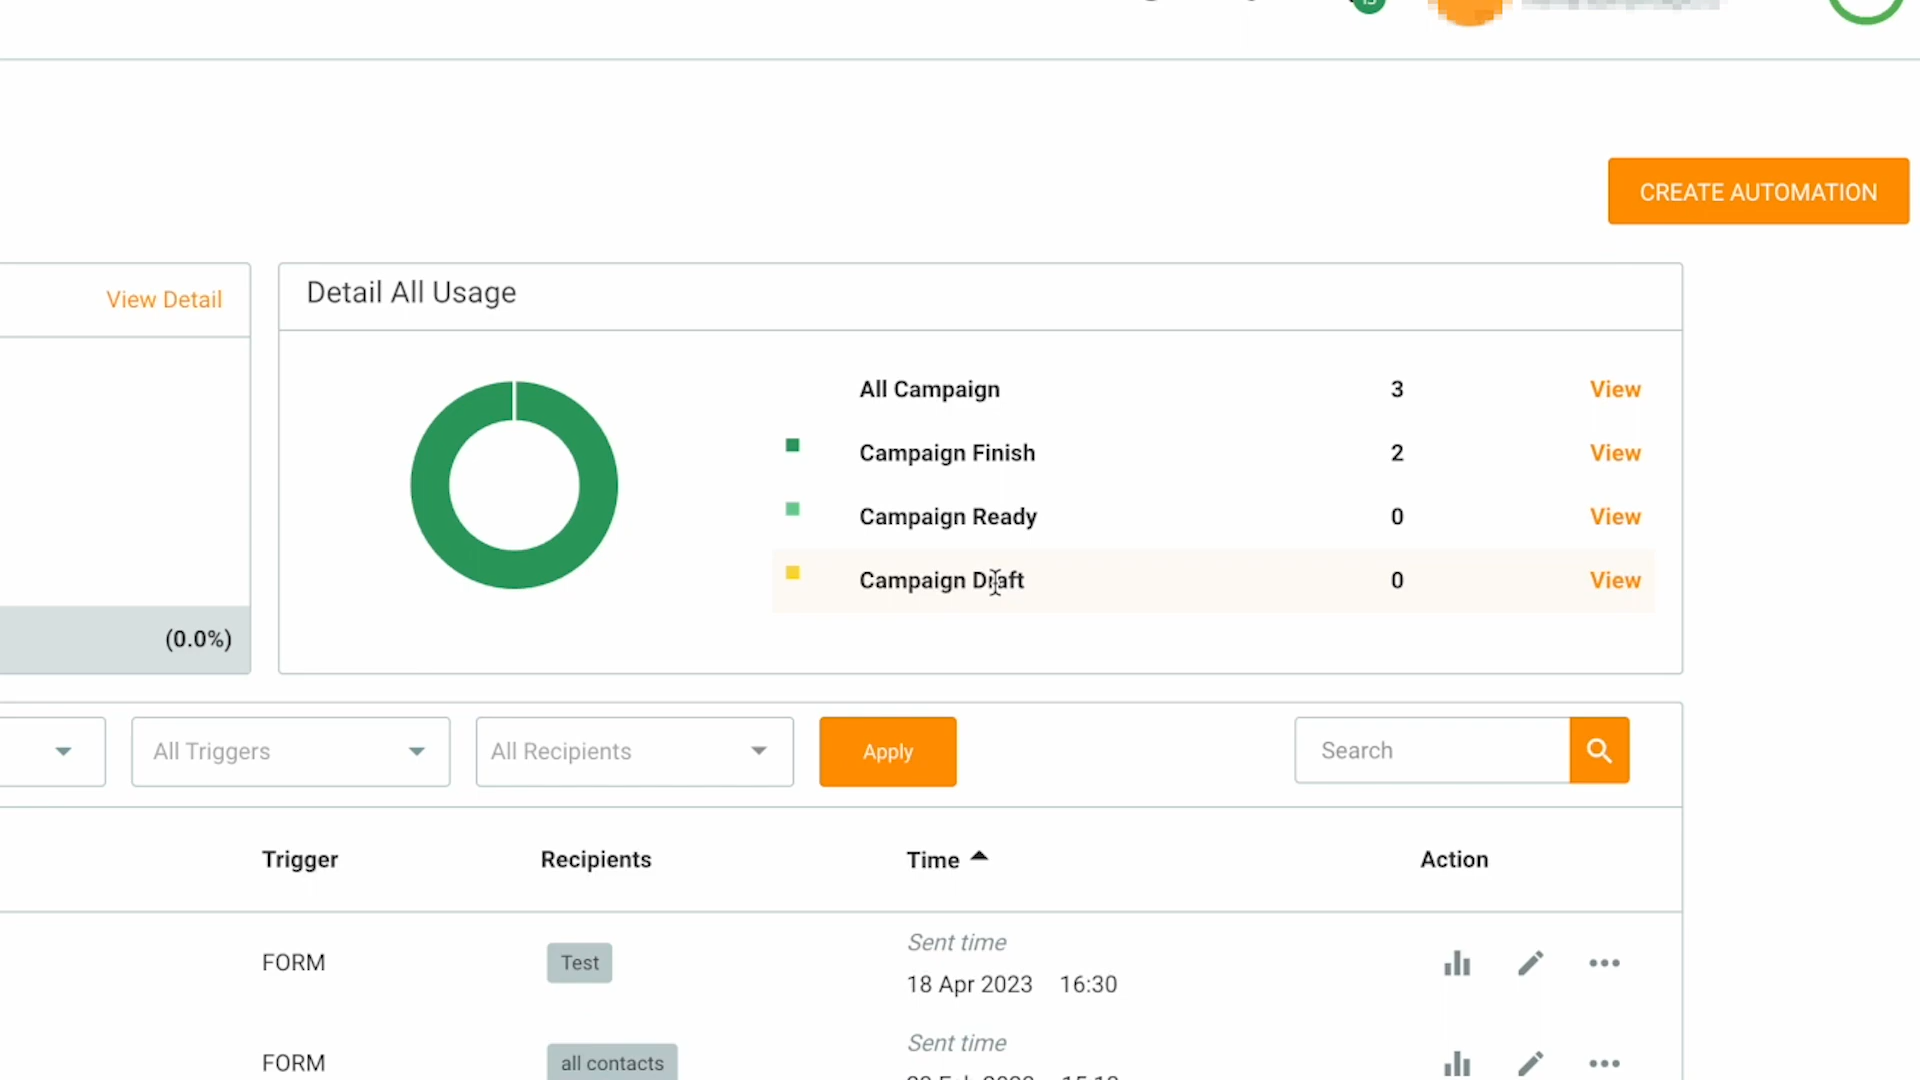 CREATE AUTOMATION
View Detail
(0.0%)
Detail All Usage
All Campaign 3 View
Campaign Finish 2 View
Campaign Ready 0 View
Campaign Draft 0 View
All Triggers All Recipients Apply Search
Trigger Recipients Time Action
Sent time
FORM Test
18 Apr 2023 16:30
Sent time
FORM all contacts